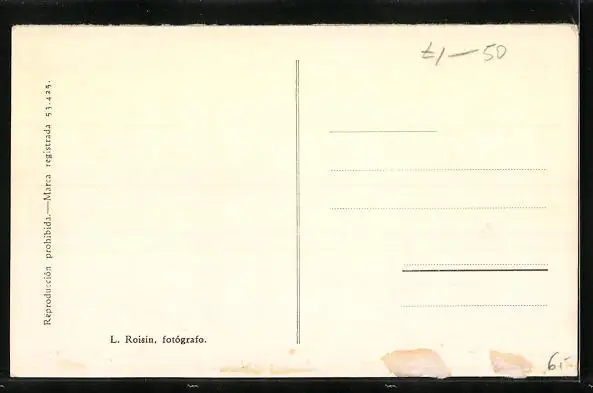 Reproducción prohibida.—Marca registrada 53.425.
L. Roisin, fotógrafo.
£1—50
6.-